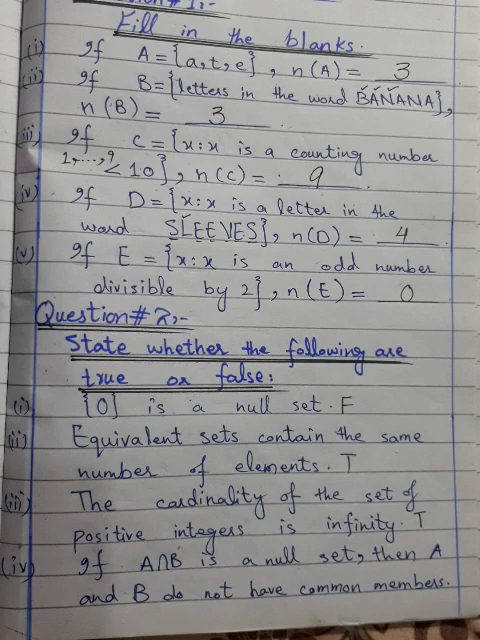 Question # 1:-
Fill in the blanks.
(i) If A = {a, t, e}, n(A) = 3
(ii) If B = {letters in the word BANANA},
n(B) = 3
(iii) If C = {x : x is a counting number
1,...,9
< 10}, n(C) = 9.
(iv) If D = {x : x is a letter in the
word SLEEVES}, n(D) = 4
(v) If E = {x : x is an odd number
divisible by 2}, n(E) = 0
Question # 2:-
State whether the following are
true or false:
(i) {0} is a null set. F
(ii) Equivalent sets contain the same
number of elements. T
(iii) The cardinality of the set of
positive integers is infinity. T
(iv) If A∩B is a null set, then A
and B do not have common members.